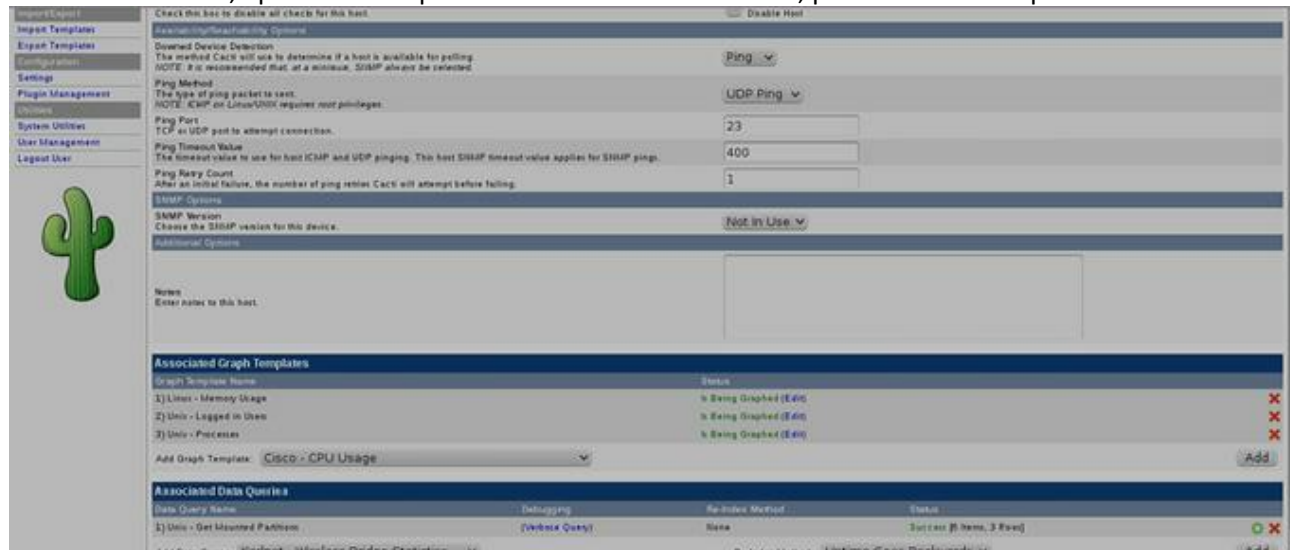 Import/Export
Import Templates
Export Templates
Configuration
Settings
Plugin Management
Utilities
System Utilities
User Management
Logout User
Check this box to disable all checks for this host.
Disable Host
Availability/Reachability Options
Downed Device Detection
The method Cacti will use to determine if a host is available for polling.
NOTE: It is recommended that, at a minimum, SNMP always be selected.
Ping
Ping Method
The type of ping packet to sent.
NOTE: ICMP on Linux/UNIX requires root privileges.
UDP Ping
Ping Port
TCP or UDP port to attempt connection.
23
Ping Timeout Value
The timeout value to use for host ICMP and UDP pinging. This host SNMP timeout value applies for SNMP pings.
400
Ping Retry Count
After an initial failure, the number of ping retries Cacti will attempt before failing.
1
SNMP Options
SNMP Version
Choose the SNMP version for this device.
Not In Use
Additional Options
Notes
Enter notes to this host.
Associated Graph Templates
Graph Template Name Status
1) Linux - Memory Usage Is Being Graphed (Edit)
2) Unix - Logged in Users Is Being Graphed (Edit)
3) Unix - Processes Is Being Graphed (Edit)
Add Graph Template: Cisco - CPU Usage Add
Associated Data Queries
Data Query Name Debugging Re-Index Method Status
1) Unix - Get Mounted Partitions (Verbose Query) None Success [6 Items, 3 Rows]